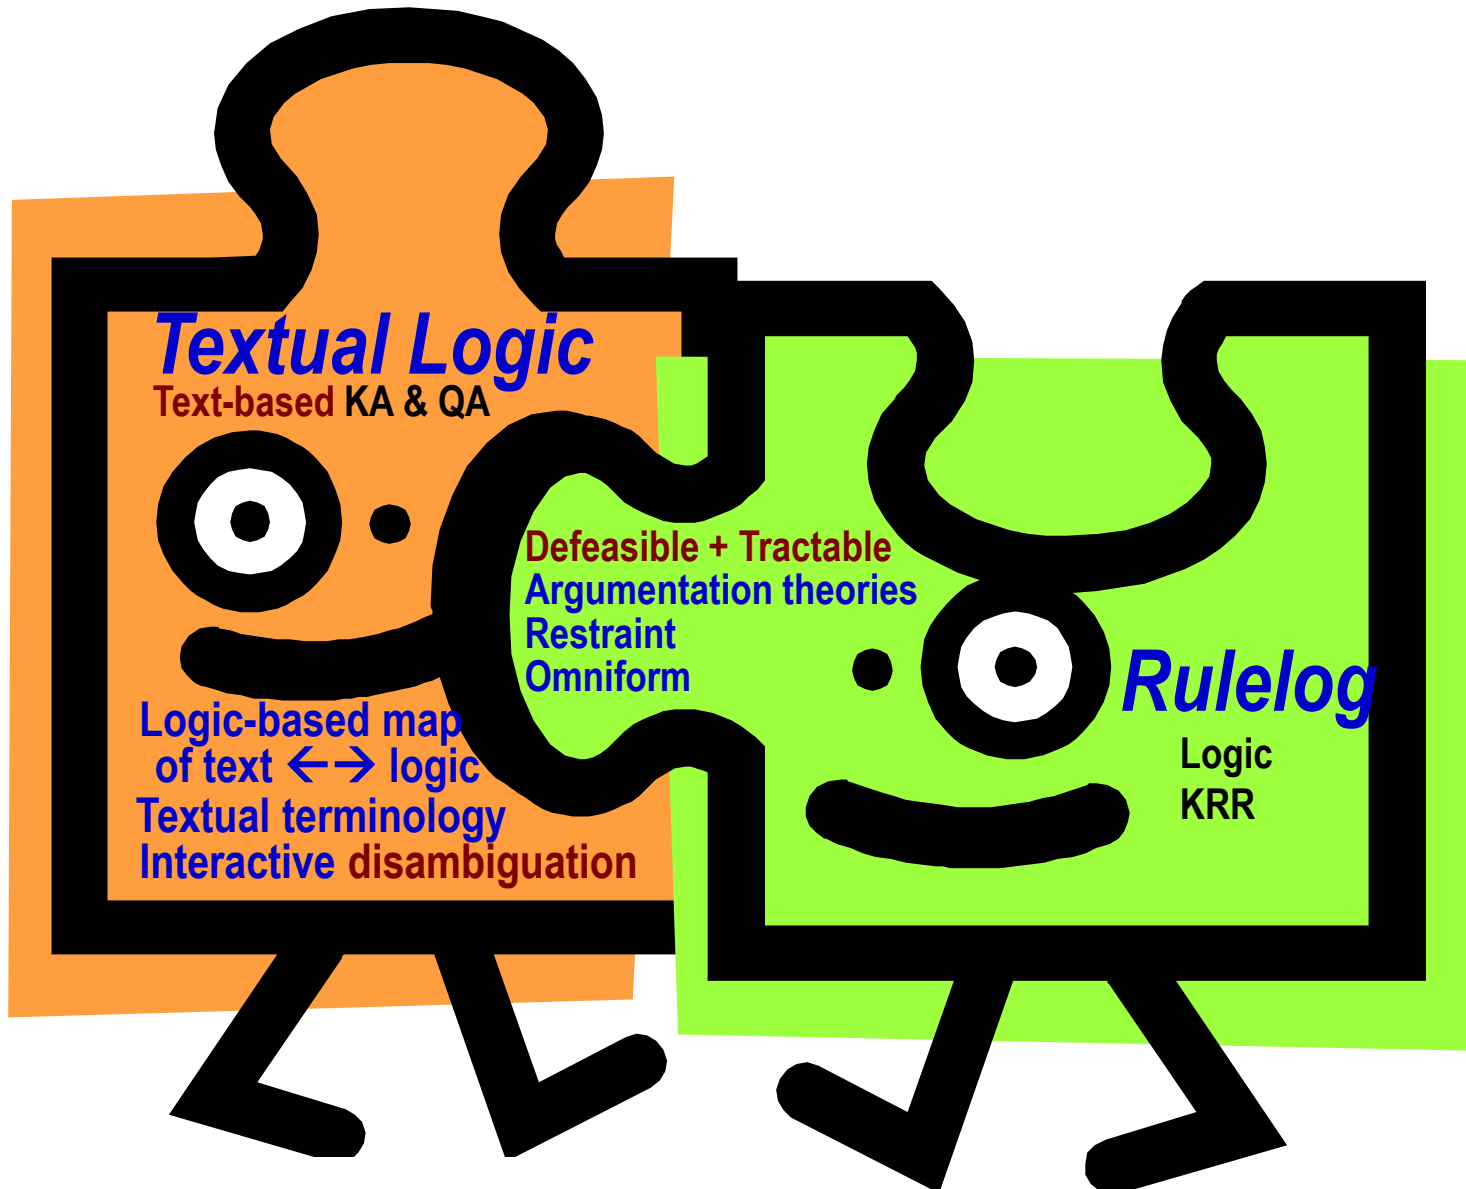 Textual Logic
Text-based KA & QA
Logic-based map
of text ←→ logic
Textual terminology
Interactive disambiguation
Defeasible + Tractable
Argumentation theories
Restraint
Omniform
Rulelog
Logic
KRR